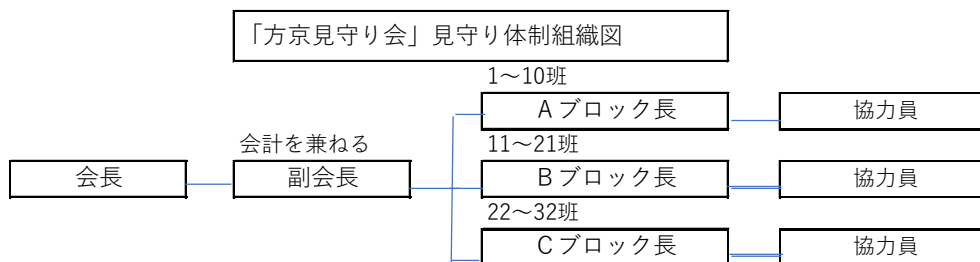 「方京見守り会」見守り体制組織図
1～10班
Ａブロック長 協力員
会計を兼ねる 11～21班
会長 副会長 Ｂブロック長 協力員
22～32班
Ｃブロック長 協力員